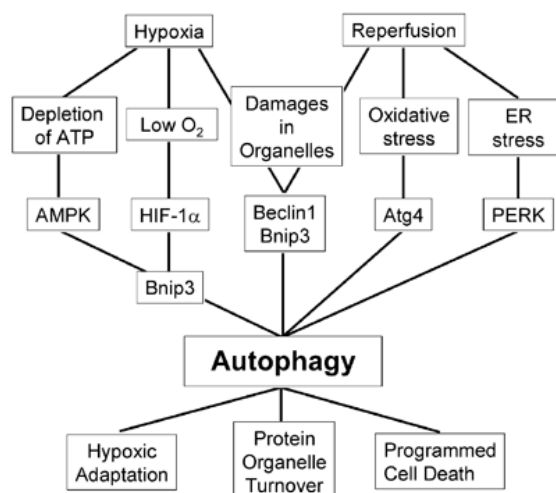 Hypoxia
Reperfusion
Depletion
of ATP
Low O₂
Damages
in
Organelles
Oxidative
stress
ER
stress
AMPK
HIF-1α
Beclin1
Bnip3
Atg4
PERK
Bnip3
Autophagy
Hypoxic
Adaptation
Protein
Organelle
Turnover
Programmed
Cell Death